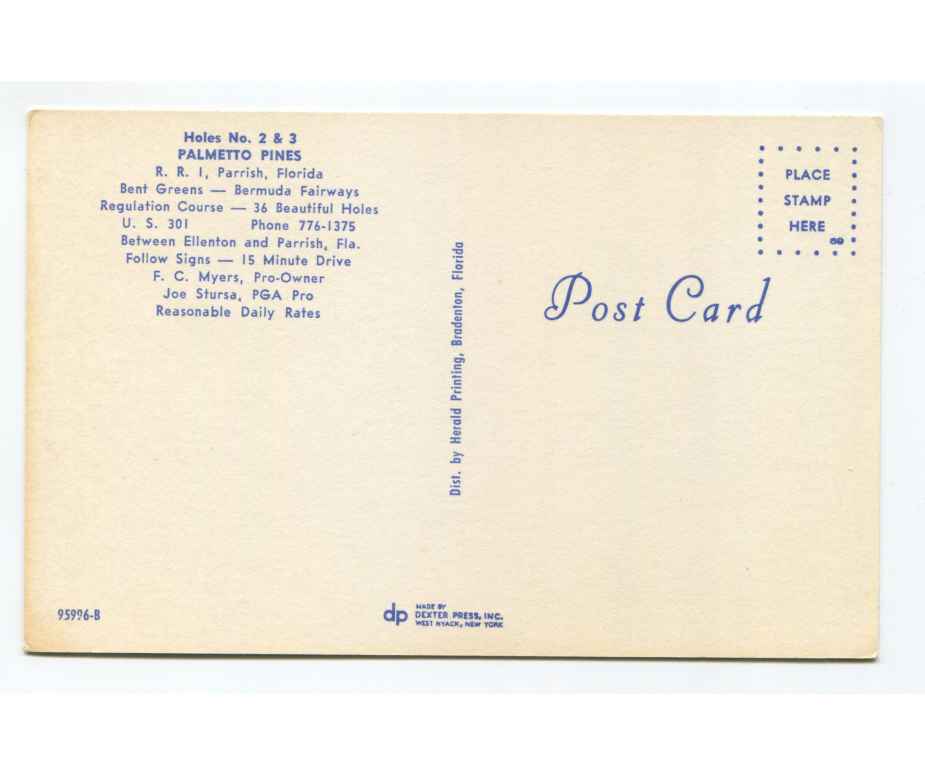 Holes No. 2 & 3
PALMETTO PINES
R. R. 1, Parrish, Florida
Bent Greens — Bermuda Fairways
Regulation Course — 36 Beautiful Holes
U. S. 301 Phone 776-1375
Between Ellenton and Parrish, Fla.
Follow Signs — 15 Minute Drive
F. C. Myers, Pro-Owner
Joe Stursa, PGA Pro
Reasonable Daily Rates
Dist. by Herald Printing, Bradenton, Florida
PLACE
STAMP
HERE
Post Card
95996-B
dp
MADE BY
DEXTER PRESS, INC.
WEST NYACK, NEW YORK